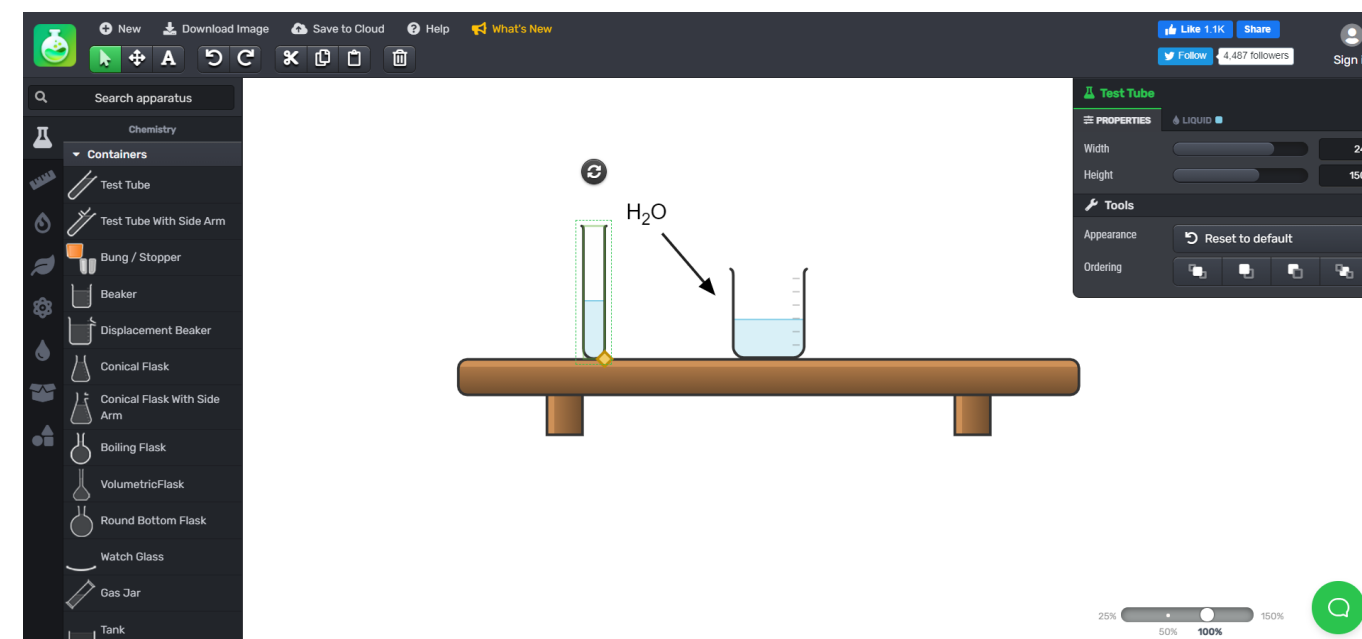 New Download Image Save to Cloud Help What's New
Like 1.1K Share
A
Follow 4,487 followers
Sign
Search apparatus
Chemistry
Containers
Test Tube
Test Tube With Side Arm
Bung / Stopper
Beaker
Displacement Beaker
Conical Flask
Conical Flask With Side
Arm
Boiling Flask
VolumetricFlask
Round Bottom Flask
Watch Glass
Gas Jar
Tank
H₂O
Test Tube
PROPERTIES LIQUID
Width 24
Height 150
Tools
Appearance Reset to default
Ordering
25% 150%
50% 100%